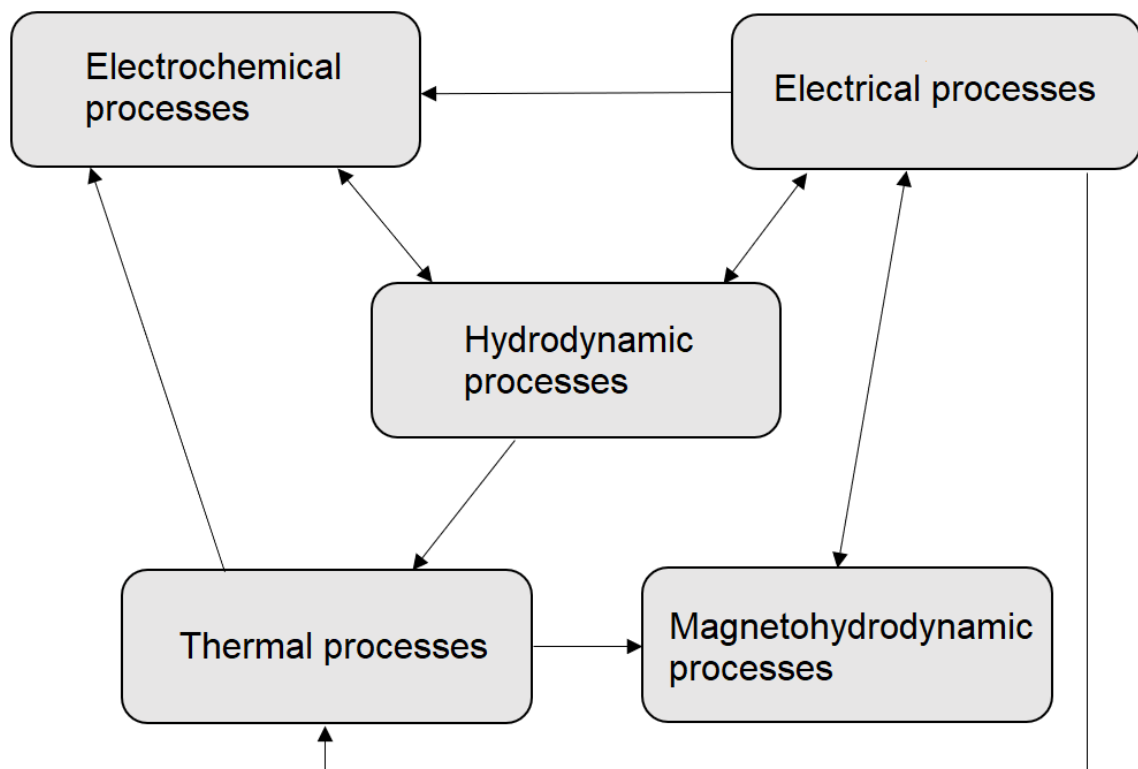 Electrochemical
processes
Electrical processes
Hydrodynamic
processes
Thermal processes
Magnetohydrodynamic
processes